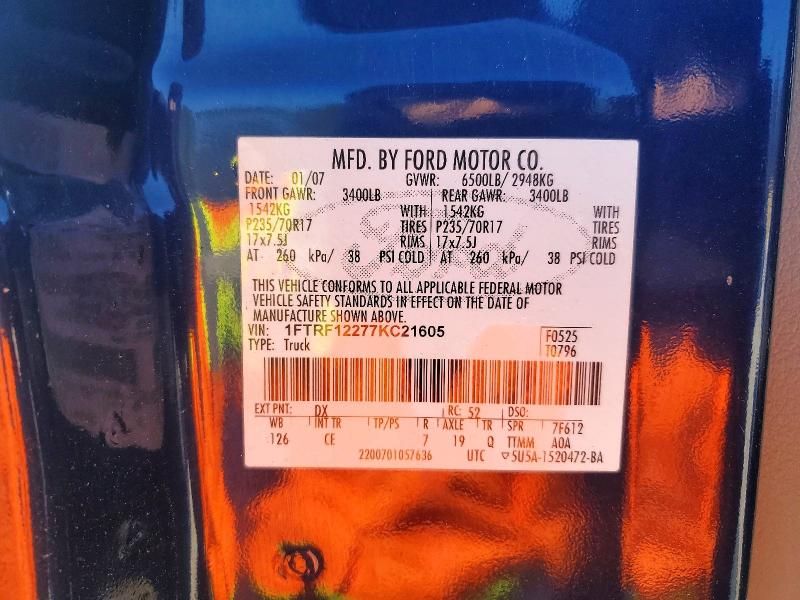 MFD. BY FORD MOTOR CO.
DATE: 01/07 GVWR: 6500LB/ 2948KG
FRONT GAWR: 3400LB REAR GAWR: 3400LB
1542KG WITH 1542KG WITH
P235/70R17 TIRES P235/70R17 TIRES
17x7.5J RIMS 17x7.5J RIMS
AT 260 kPa/ 38 PSI COLD AT 260 kPa/ 38 PSI COLD
THIS VEHICLE CONFORMS TO ALL APPLICABLE FEDERAL MOTOR
VEHICLE SAFETY STANDARDS IN EFFECT ON THE DATE OF
MANUFACTURE SHOWN ABOVE.
VIN: 1FTRF12277KC21605 F0525
TYPE: Truck T0796
EXT PNT: DX RC: 52 DSO:
WB INT TR TP/PS R AXLE TR SPR 7F612
126 CE 7 19 Q TTMM AOA
2200701057636 UTC ▽5U5A-1520472-BA